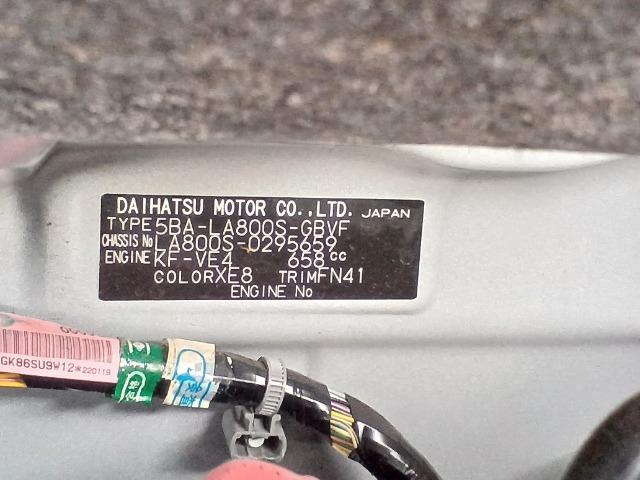 DAIHATSU MOTOR CO.,LTD. JAPAN
TYPE 5BA-LA800S-GBVF
CHASSIS No LA800S-0295659
ENGINE KF-VE4 658cc
COLOR XE8 TRIM FN41
ENGINE No
GK86SU9W12*220119